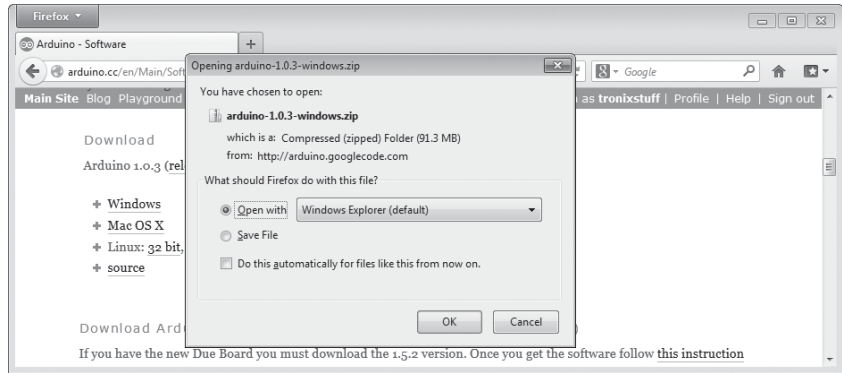 Firefox
Arduino - Software
arduino.cc/en/Main/Soft
Google
Main Site Blog Playground
as tronixstuff | Profile | Help | Sign out
Download
Arduino 1.0.3 (rel
Windows
Mac OS X
Linux: 32 bit,
source
Download Ard
)
If you have the new Due Board you must download the 1.5.2 version. Once you get the software follow this instruction
Opening arduino-1.0.3-windows.zip
You have chosen to open:
arduino-1.0.3-windows.zip
which is a: Compressed (zipped) Folder (91.3 MB)
from: http://arduino.googlecode.com
What should Firefox do with this file?
Open with Windows Explorer (default)
Save File
Do this automatically for files like this from now on.
OK Cancel